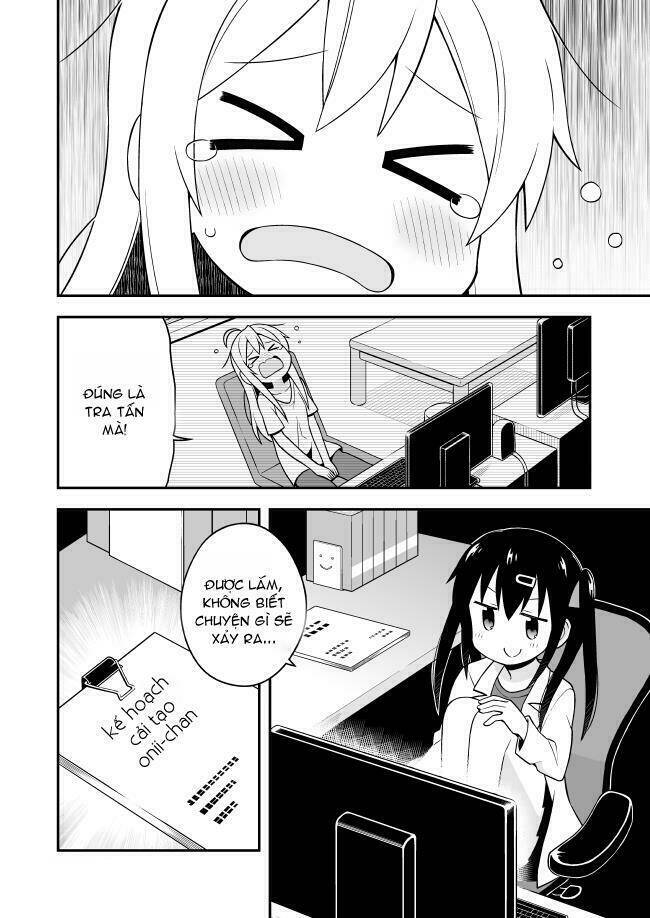 ĐÚNG LÀ
TRA TẤN
MÀ!
ĐƯỢC LẮM,
KHÔNG BIẾT
CHUYỆN GÌ SẼ
XẢY RA...
kế hoạch
cải tạo
onii-chan